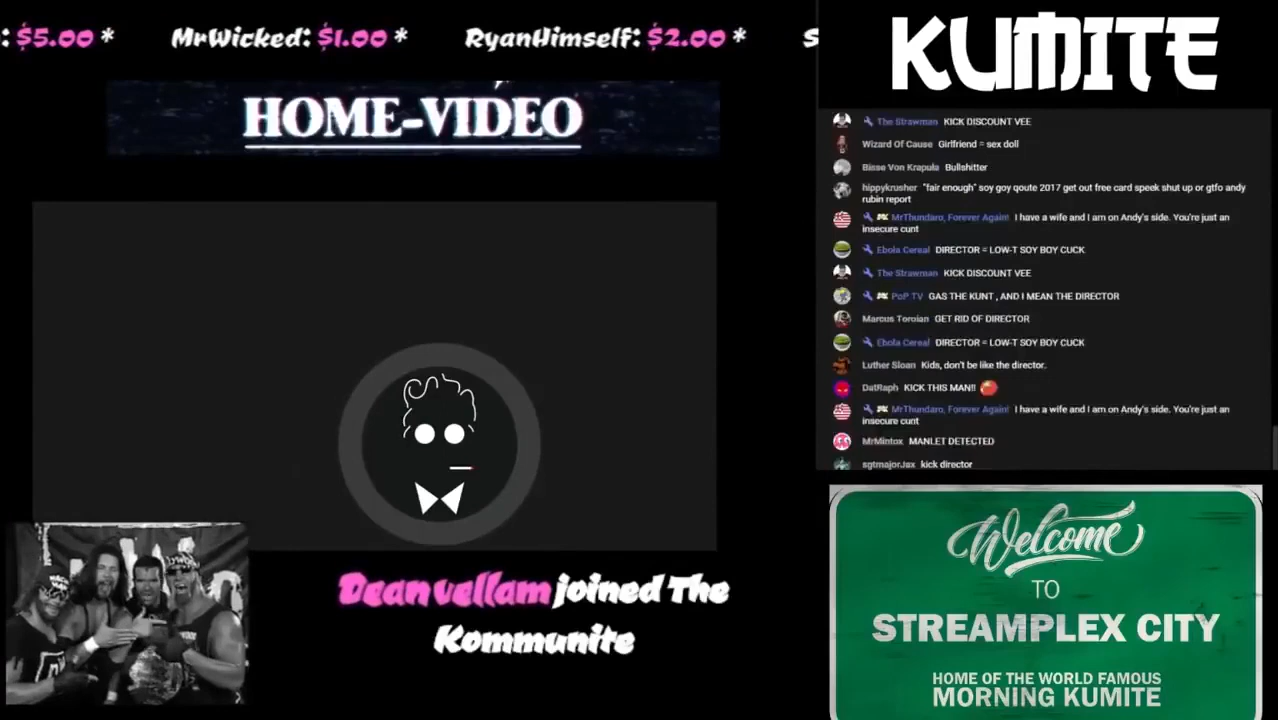 : $5.00 * MrWicked: $1.00 * RyanHimself: $2.00 * S
HOME-VIDEO
KUMITE
The Strawman KICK DISCOUNT VEE
Wizard Of Cause Girlfriend = sex doll
Bisse Von Krapula Bullshitter
hippykrusher "fair enough" soy goy qoute 2017 get out free card speek shut up or gtfo andy
rubin report
MrThundaro, Forever Again! I have a wife and I am on Andy's side. You're just an
insecure cunt
Ebola Cereal DIRECTOR = LOW-T SOY BOY CUCK
The Strawman KICK DISCOUNT VEE
PoP TV GAS THE KUNT , AND I MEAN THE DIRECTOR
Marcus Toroian GET RID OF DIRECTOR
Ebola Cereal DIRECTOR = LOW-T SOY BOY CUCK
Luther Sloan Kids, don't be like the director.
DatRaph KICK THIS MAN!!
MrThundaro, Forever Again! I have a wife and I am on Andy's side. You're just an
insecure cunt
MrMintox MANLET DETECTED
sgtmajorJax kick director
Dean vellam joined The
Kommunite
Welcome
TO
STREAMPLEX CITY
HOME OF THE WORLD FAMOUS
MORNING KUMITE